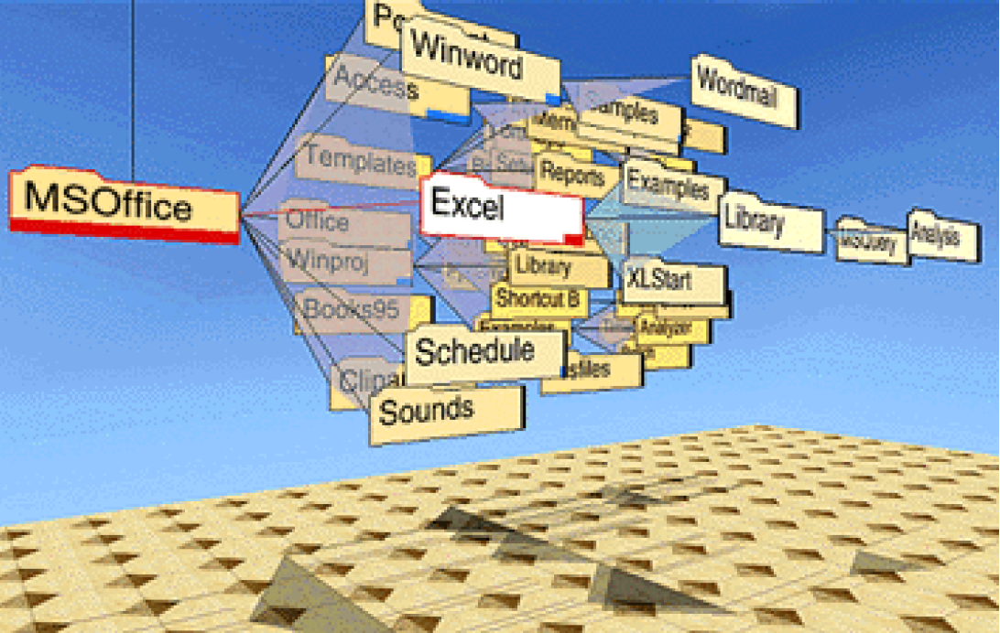 Winword
Access
Wordmail
Samples
Templates
Reports
Examples
MSOffice
Excel
Office
Library
Analysis
Winproj
Library
XLStart
Shortcut B
Books95
Examples
Analyzer
Schedule
Sounds